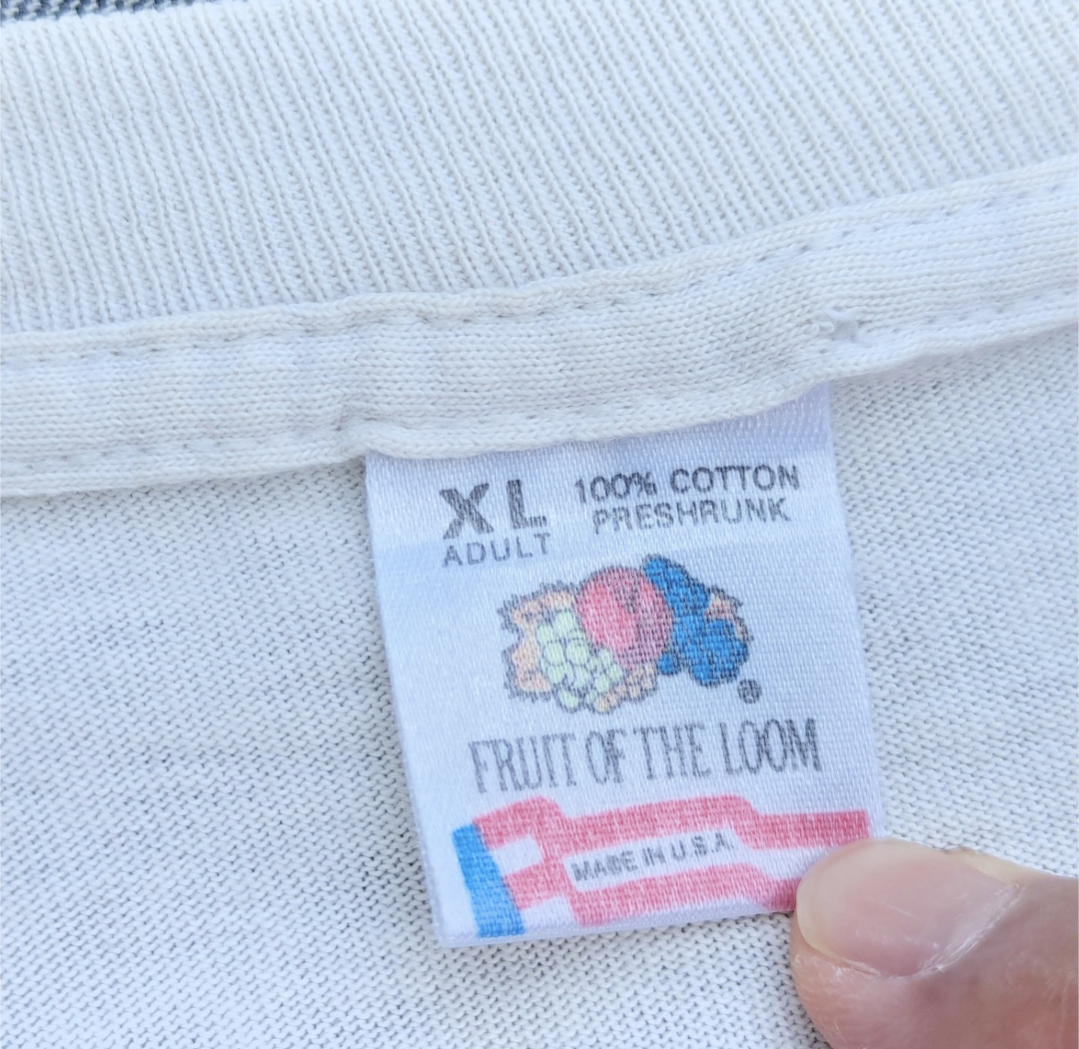 XL
ADULT
100% COTTON
PRESHRUNK
®
FRUIT OF THE LOOM
MADE IN U.S.A.